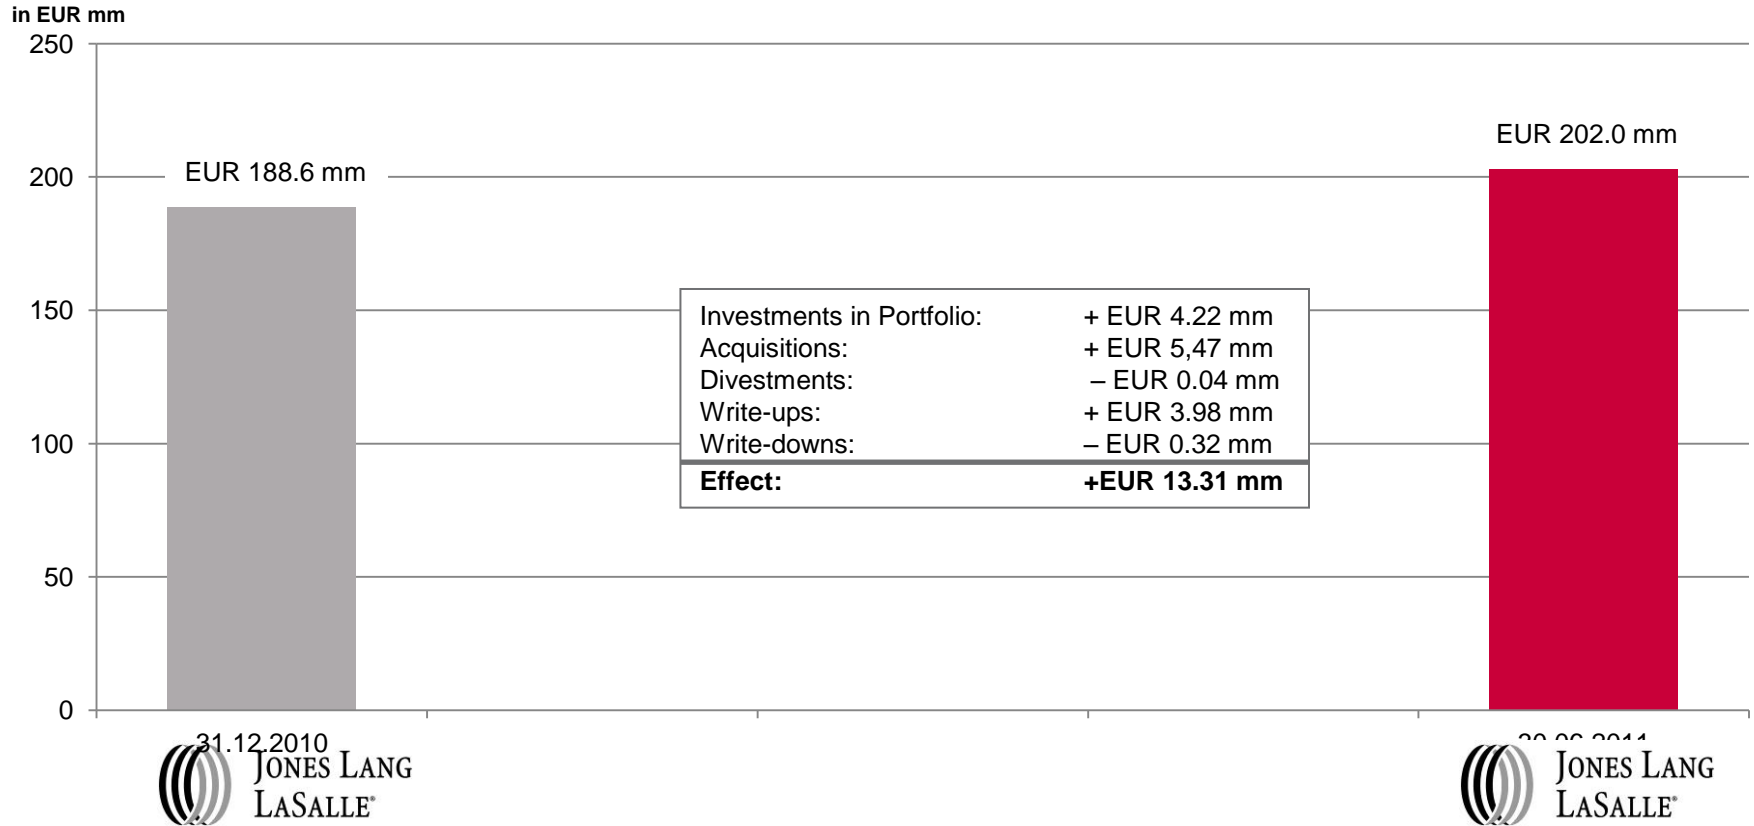 in EUR mm
250
EUR 202.0 mm
EUR 188.6 mm
200
150
Investments in Portfolio: + EUR 4.22 mm
Acquisitions: + EUR 5,47 mm
Divestments: – EUR 0.04 mm
Write-ups: + EUR 3.98 mm
100
Write-downs: – EUR 0.32 mm
Effect: +EUR 13.31 mm
50
0
31.12.2010
30.06.2011
JONES LANG
LASALLE®
JONES LANG
LASALLE®